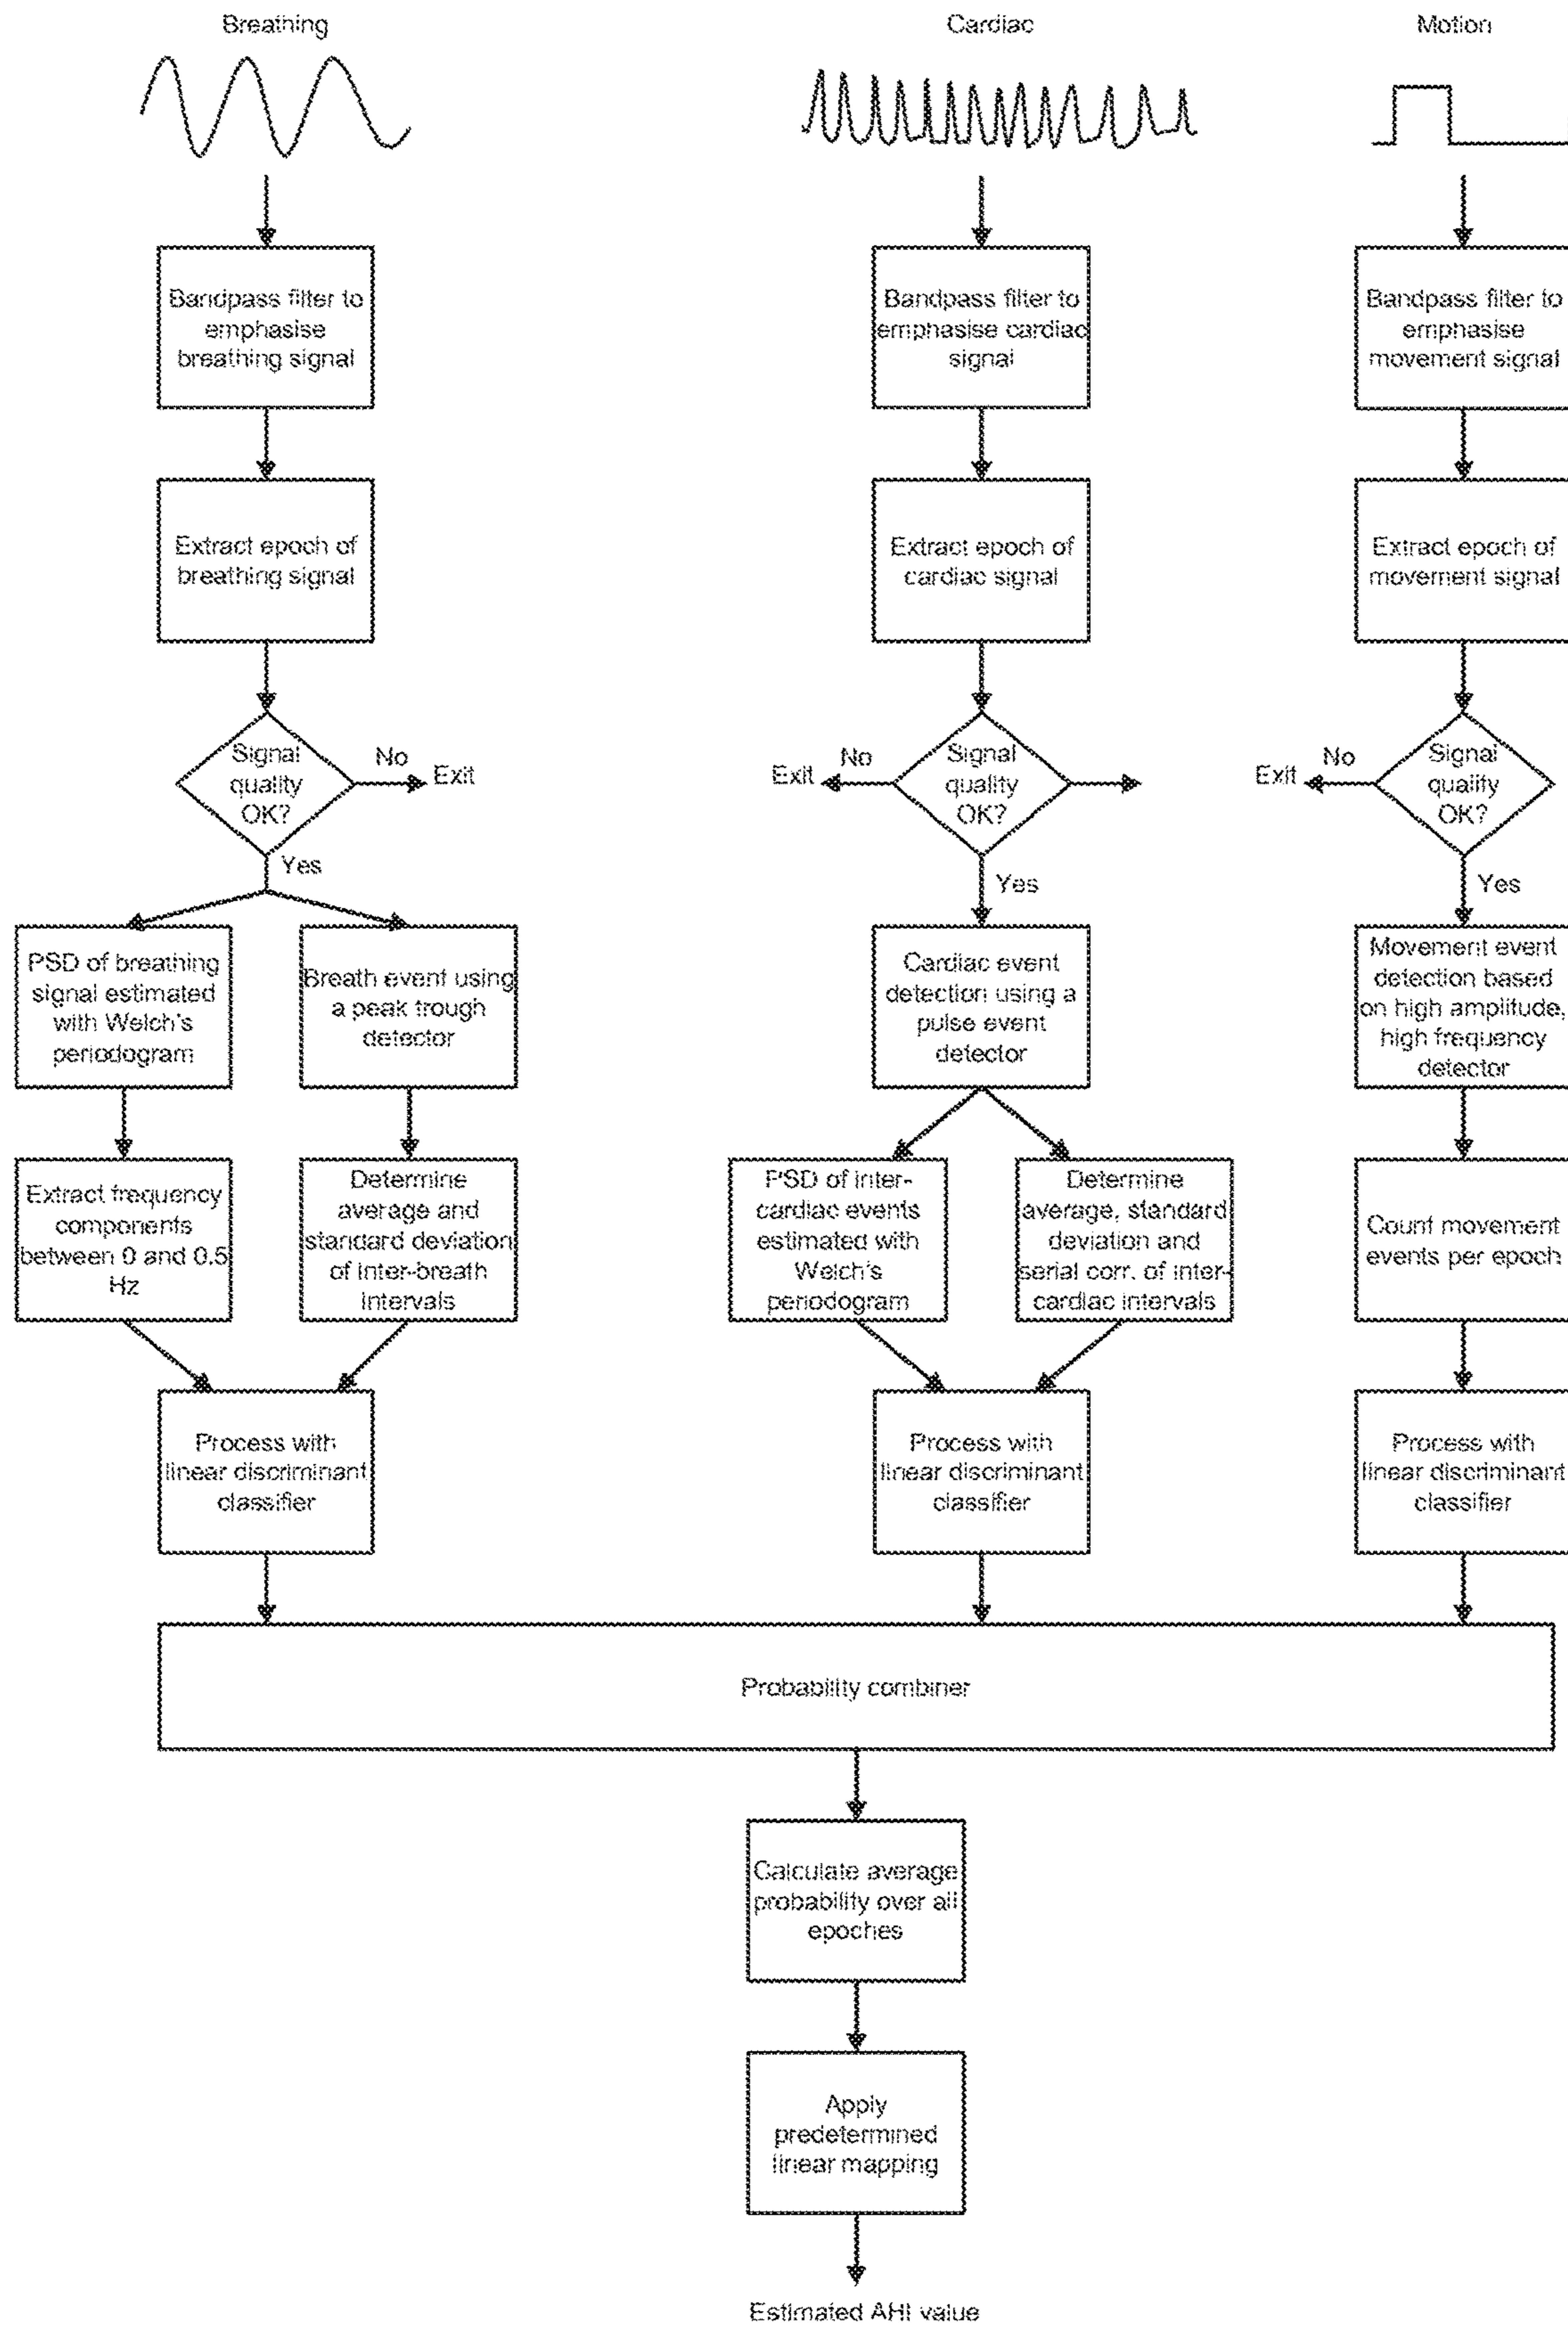 Breathing
Cardiac
Motion
Bandpass filter to
emphasise
breathing signal
Bandpass filter to
emphasise cardiac
signal
Bandpass filter to
emphasise
movement signal
Extract epoch of
breathing signal
Extract epoch of
cardiac signal
Extract epoch of
movement signal
Signal
quality
OK?
No
Exit
Yes
Exit
No
Signal
quality
OK?
Yes
Exit
No
Signal
quality
OK?
Yes
PSD of breathing
signal estimated
with Welch's
periodogram
Breath event using
a peak trough
detector
Cardiac event
detection using a
pulse event
detector
Movement event
detection based
on high amplitude,
high frequency
detector
Extract frequency
components
between 0 and 0.5
Hz
Determine
average and
standard deviation
of inter-breath
intervals
PSD of inter-
cardiac events
estimated with
Welch's
periodogram
Determine
average, standard
deviation and
serial corr. of inter-
cardiac intervals
Count movement
events per epoch
Process with
linear discriminant
classifier
Process with
linear discriminant
classifier
Process with
linear discriminant
classifier
Probability combiner
Calculate average
probability over all
epoches
Apply
predetermined
linear mapping
Estimated AHI value